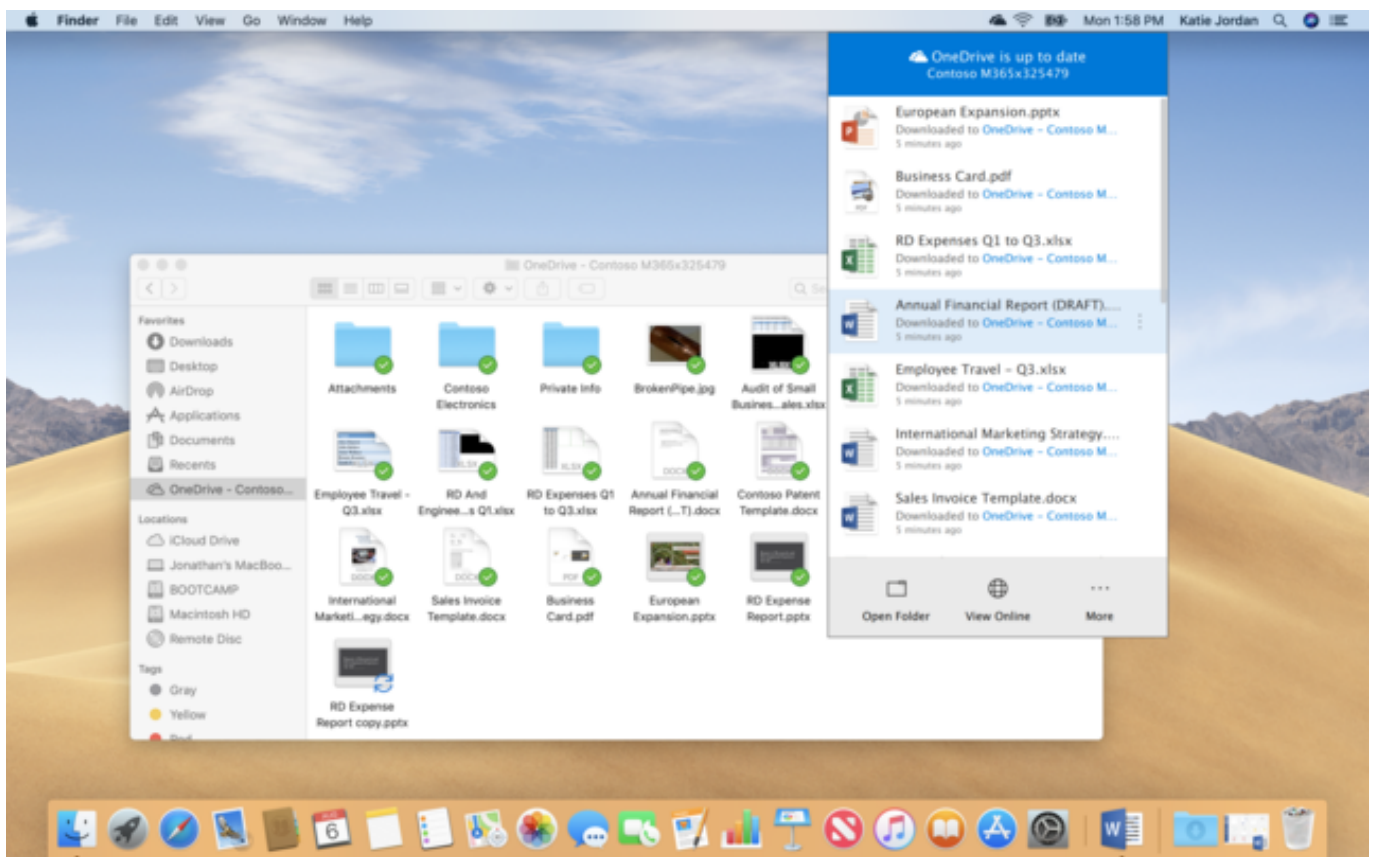 Finder File Edit View Go Window Help
Mon 1:58 PM Katie Jordan
OneDrive is up to date
Contoso M365x325479
European Expansion.pptx
Downloaded to OneDrive - Contoso M...
5 minutes ago
Business Card.pdf
Downloaded to OneDrive - Contoso M...
5 minutes ago
RD Expenses Q1 to Q3.xlsx
Downloaded to OneDrive - Contoso M...
5 minutes ago
Annual Financial Report (DRAFT)....
Downloaded to OneDrive - Contoso M...
5 minutes ago
Employee Travel - Q3.xlsx
Downloaded to OneDrive - Contoso M...
5 minutes ago
International Marketing Strategy....
Downloaded to OneDrive - Contoso M...
5 minutes ago
Sales Invoice Template.docx
Downloaded to OneDrive - Contoso M...
5 minutes ago
Open Folder View Online More
OneDrive - Contoso M365x325479
Favorites
Downloads
Desktop
AirDrop
Applications
Documents
Recents
OneDrive - Contoso...
Locations
iCloud Drive
Jonathan's MacBoo...
BOOTCAMP
Macintosh HD
Remote Disc
Tags
Gray
Yellow
Red
Attachments
Contoso
Electronics
Private Info
BrokenPipe.jpg
Audit of Small
Busines...ales.xlsx
Employee Travel -
Q3.xlsx
RD And
Enginee...s Q1.xlsx
RD Expenses Q1
to Q3.xlsx
Annual Financial
Report (...T).docx
Contoso Patent
Template.docx
International
Marketi...egy.docx
Sales Invoice
Template.docx
Business
Card.pdf
European
Expansion.pptx
RD Expense
Report.pptx
RD Expense
Report copy.pptx
XLSX
DOCX
DOCX
DOCX
PDF
PDF
6